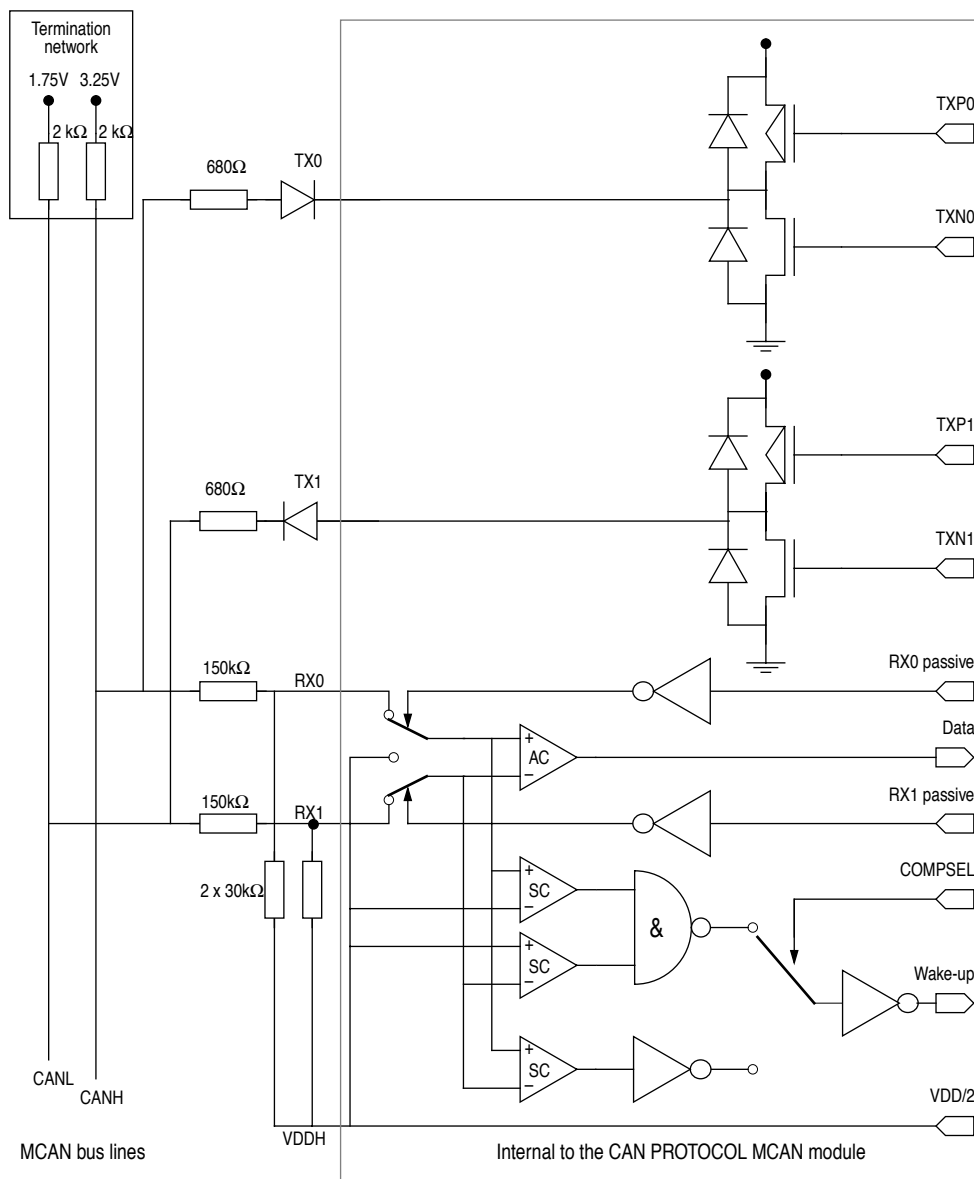 Termination
network
1.75V 3.25V
2 kΩ 2 kΩ
680Ω
TX0
TXP0
TXN0
680Ω
TX1
TXP1
TXN1
150kΩ
RX0
RX0 passive
+
AC
−
Data
150kΩ
RX1
RX1 passive
2 x 30kΩ
+
SC
−
COMPSEL
&
+
SC
−
Wake-up
+
SC
−
CANL
CANH
VDDH
VDD/2
MCAN bus lines
Internal to the CAN PROTOCOL MCAN module